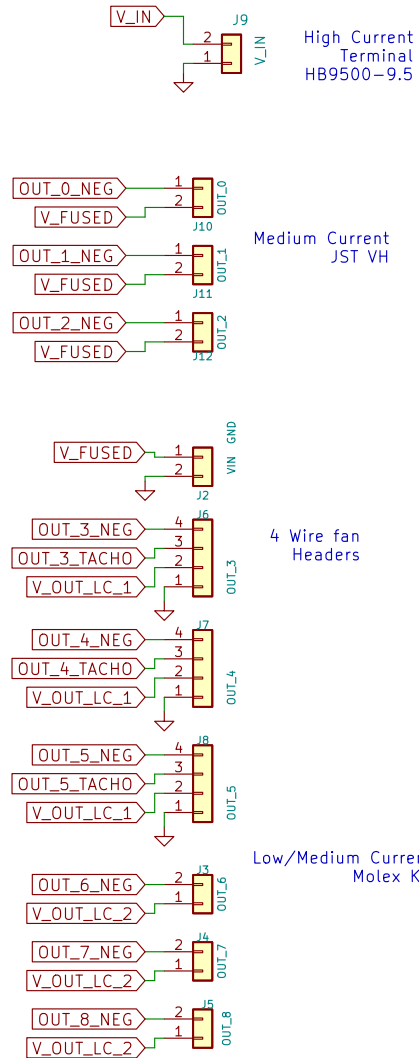 V_IN
J9
2
1
V_IN
High Current
Terminal
HB9500-9.5
OUT_0_NEG
1
V_FUSED
2
OUT_0
J10
OUT_1_NEG
1
V_FUSED
2
OUT_1
J11
Medium Current
JST VH
OUT_2_NEG
1
V_FUSED
2
OUT_2
J12
V_FUSED
1
2
VIN GND
J2
J6
OUT_3_NEG
4
OUT_3_TACHO
3
V_OUT_LC_1
2
1
OUT_3
4 Wire fan
Headers
J7
OUT_4_NEG
4
OUT_4_TACHO
3
V_OUT_LC_1
2
1
OUT_4
J8
OUT_5_NEG
4
OUT_5_TACHO
3
V_OUT_LC_1
2
1
OUT_5
Low/Medium Curren
Molex K
J3
OUT_6_NEG
2
V_OUT_LC_2
1
OUT_6
J4
OUT_7_NEG
2
V_OUT_LC_2
1
OUT_7
J5
OUT_8_NEG
2
V_OUT_LC_2
1
OUT_8